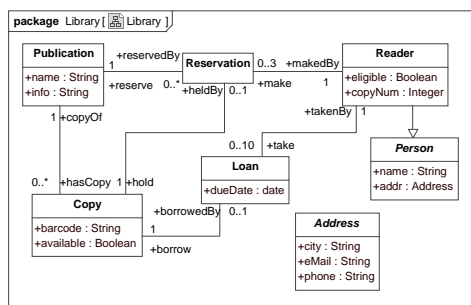 package Library [ Library ]
Publication
+name : String
+info : String
+reservedBy
1
+reserve
0..*
Reservation
+heldBy
0..1
0..3
+make
+makedBy
1
Reader
+eligible : Boolean
+copyNum : Integer
+takenBy
1
1
+copyOf
0..*
+hasCopy
1
+hold
0..10
+take
Person
+name : String
+addr : Address
Loan
+dueDate : date
Copy
+barcode : String
+available : Boolean
+borrowedBy
0..1
1
+borrow
Address
+city : String
+eMail : String
+phone : String